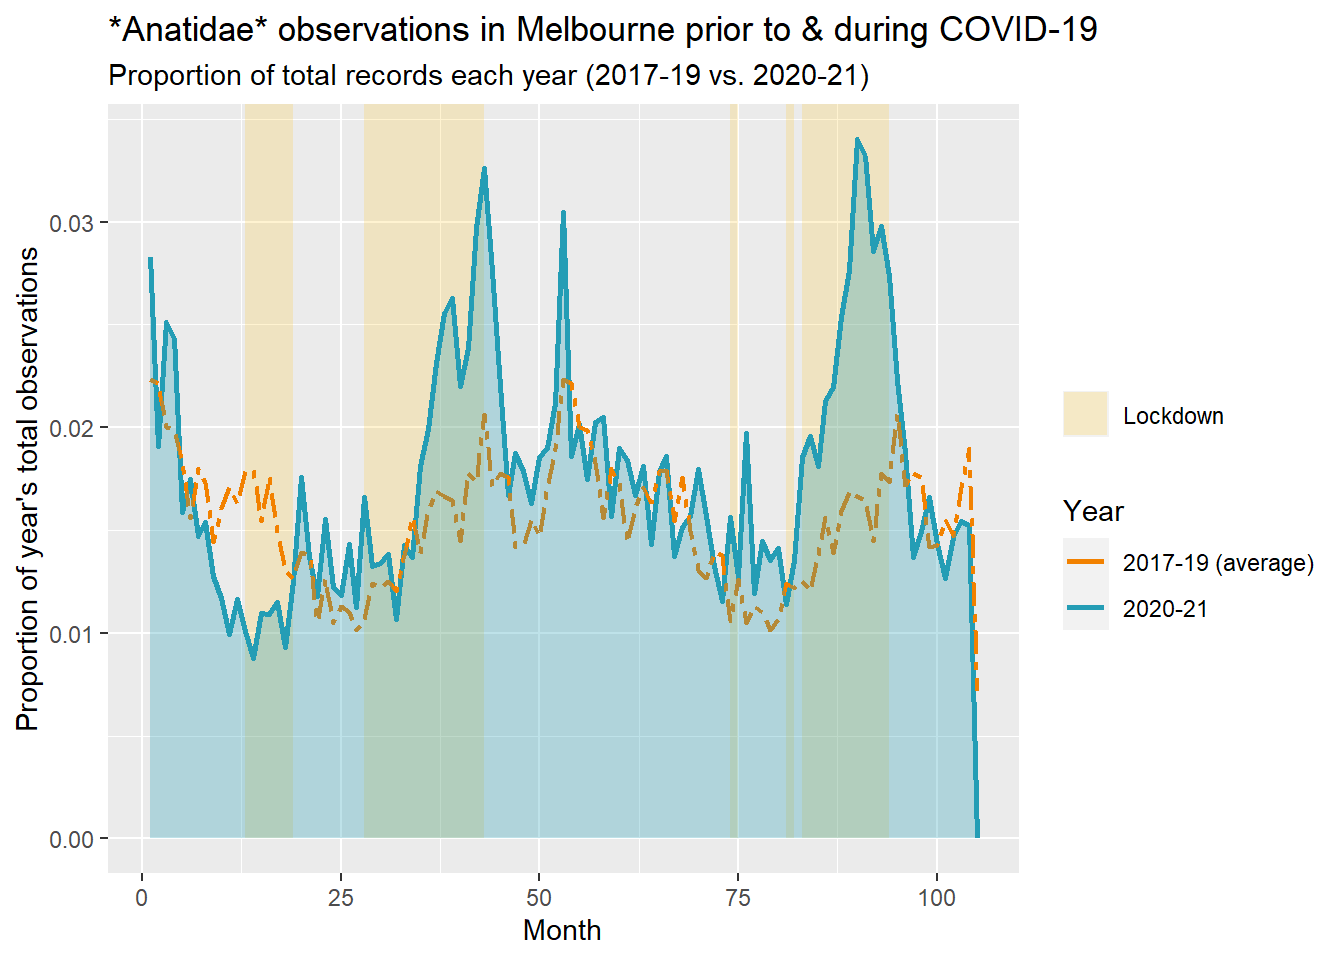 *Anatidae* observations in Melbourne prior to & during COVID-19
Proportion of total records each year (2017-19 vs. 2020-21)
Proportion of year's total observations
0.03
0.02
0.01
0.00
0
25
50
75
100
Month
Lockdown
Year
2017-19 (average)
2020-21